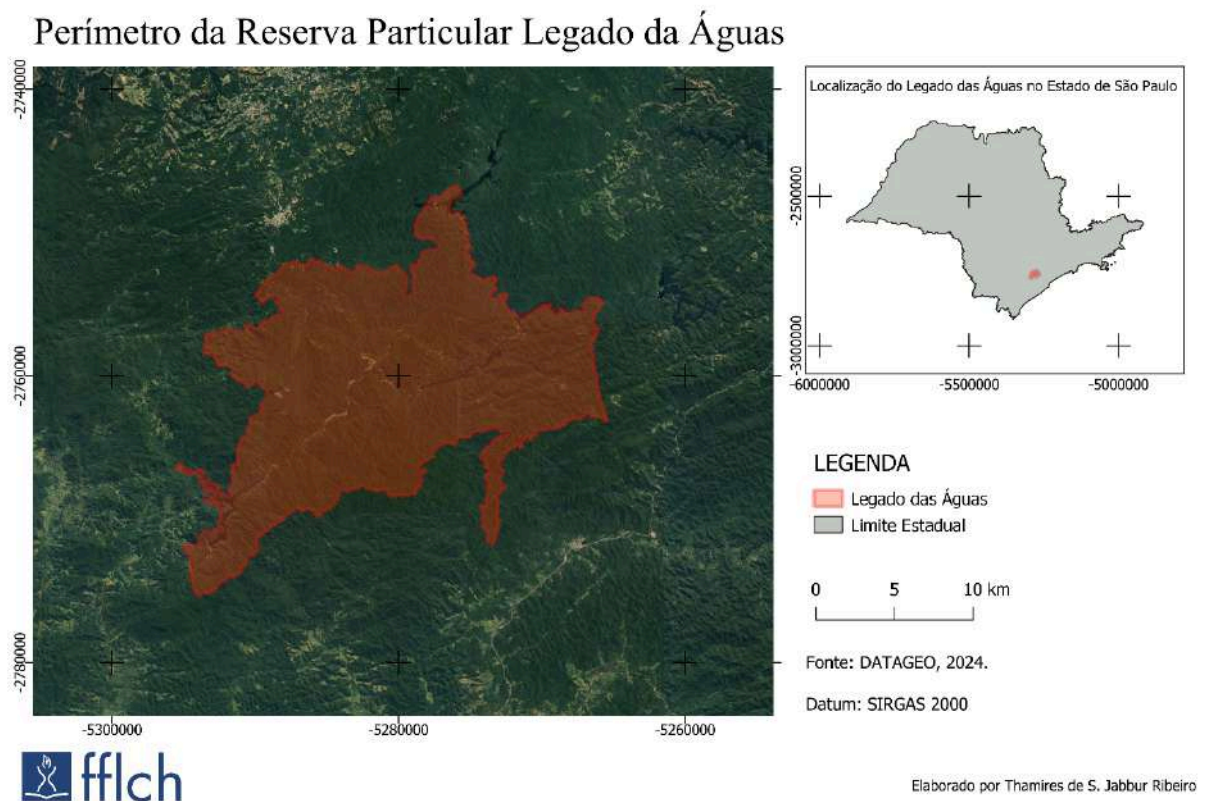 Perímetro da Reserva Particular Legado da Águas
-2740000
-2760000
-2780000
-5300000
-5280000
-5260000
Localização do Legado das Águas no Estado de São Paulo
-2500000
-3000000
-6000000
-5500000
-5000000
LEGENDA
Legado das Águas
Limite Estadual
0 5 10 km
Fonte: DATAGEO, 2024.
Datum: SIRGAS 2000
fflch
Elaborado por Thamires de S. Jabbur Ribeiro